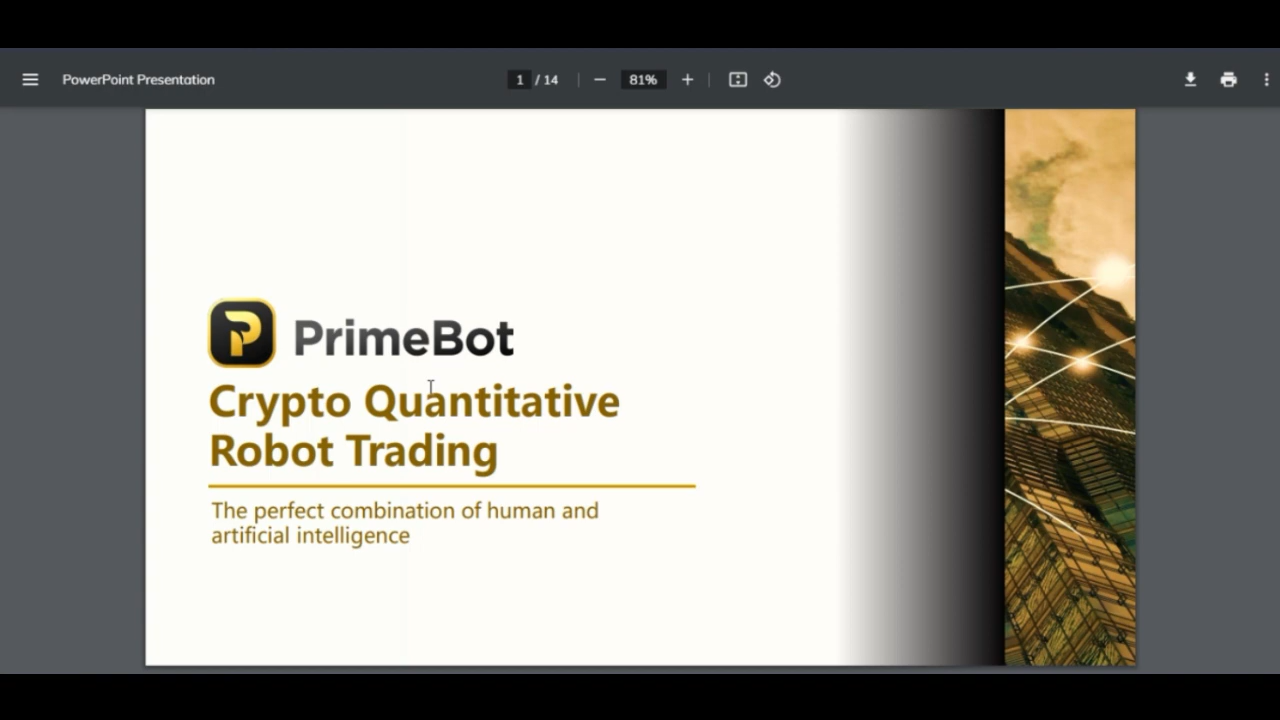 PowerPoint Presentation
1 / 14
81%
PrimeBot
Crypto Quantitative
Robot Trading
The perfect combination of human and
artificial intelligence